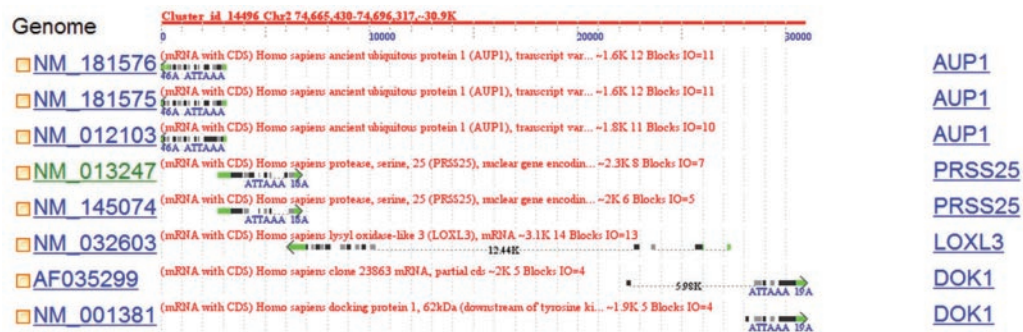 Genome
Cluster_id 14496 Chr2 74,665,430-74,696,317,~30.9K
0 10000 20000 30000
NM_181576 (mRNA with CDS) Homo sapiens ancient ubiquitous protein 1 (AUP1), transcript var... ~1.6K 12 Blocks IO=11 AUP1
46A ATTAAA
NM_181575 (mRNA with CDS) Homo sapiens ancient ubiquitous protein 1 (AUP1), transcript var... ~1.6K 12 Blocks IO=11 AUP1
46A ATTAAA
NM_012103 (mRNA with CDS) Homo sapiens ancient ubiquitous protein 1 (AUP1), transcript var... ~1.8K 11 Blocks IO=10 AUP1
46A ATTAAA
NM_013247 (mRNA with CDS) Homo sapiens protease, serine, 25 (PRSS25), nuclear gene encodin... ~2.3K 8 Blocks IO=7 PRSS25
ATTAAA 18A
NM_145074 (mRNA with CDS) Homo sapiens protease, serine, 25 (PRSS25), nuclear gene encodin... ~2K 6 Blocks IO=5 PRSS25
ATTAAA 18A
NM_032603 (mRNA with CDS) Homo sapiens lysyl oxidase-like 3 (LOXL3), mRNA ~3.1K 14 Blocks IO=13 LOXL3
12.44K
AF035299 (mRNA with CDS) Homo sapiens clone 23863 mRNA, partial cds ~2K 5 Blocks IO=4 DOK1
5.98K
ATTAAA 19A
NM_001381 (mRNA with CDS) Homo sapiens docking protein 1, 62kDa (downstream of tyrosine ki... ~1.9K 5 Blocks IO=4 DOK1
ATTAAA 19A